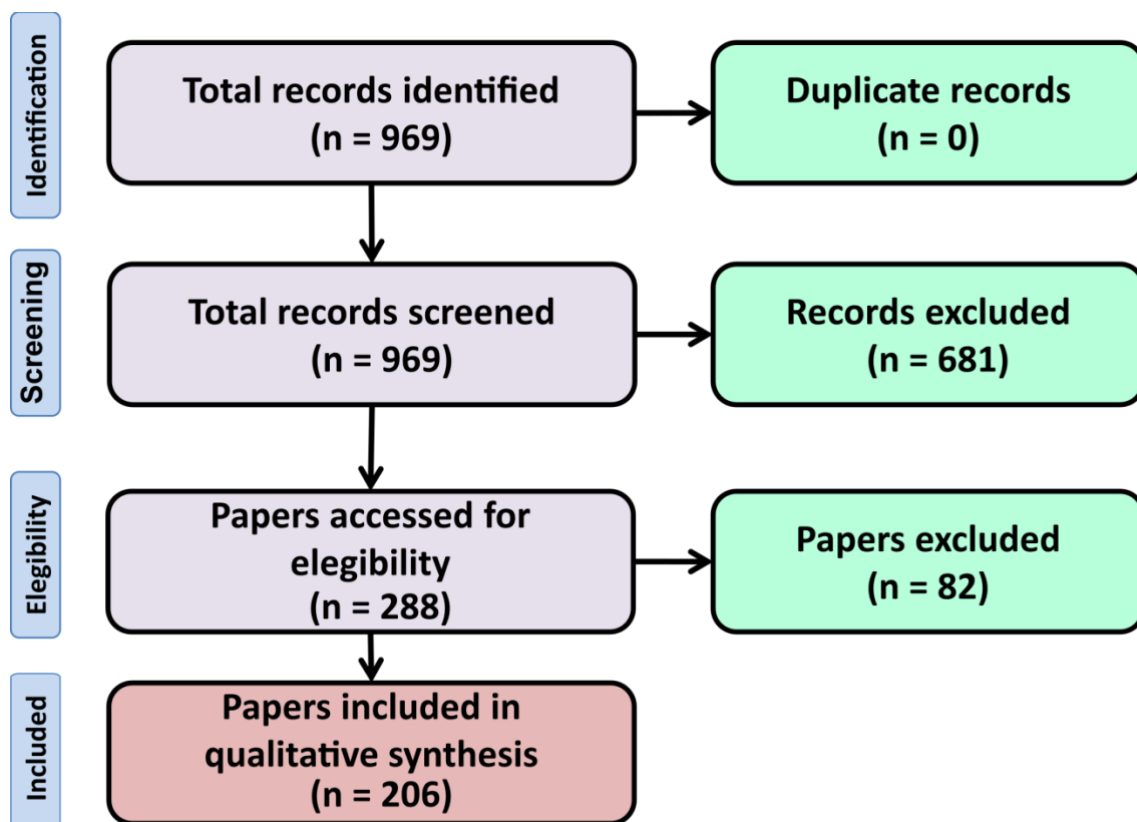 Identification
Total records identified
(n = 969)
Duplicate records
(n = 0)
Screening
Total records screened
(n = 969)
Records excluded
(n = 681)
Elegibility
Papers accessed for
elegibility
(n = 288)
Papers excluded
(n = 82)
Included
Papers included in
qualitative synthesis
(n = 206)